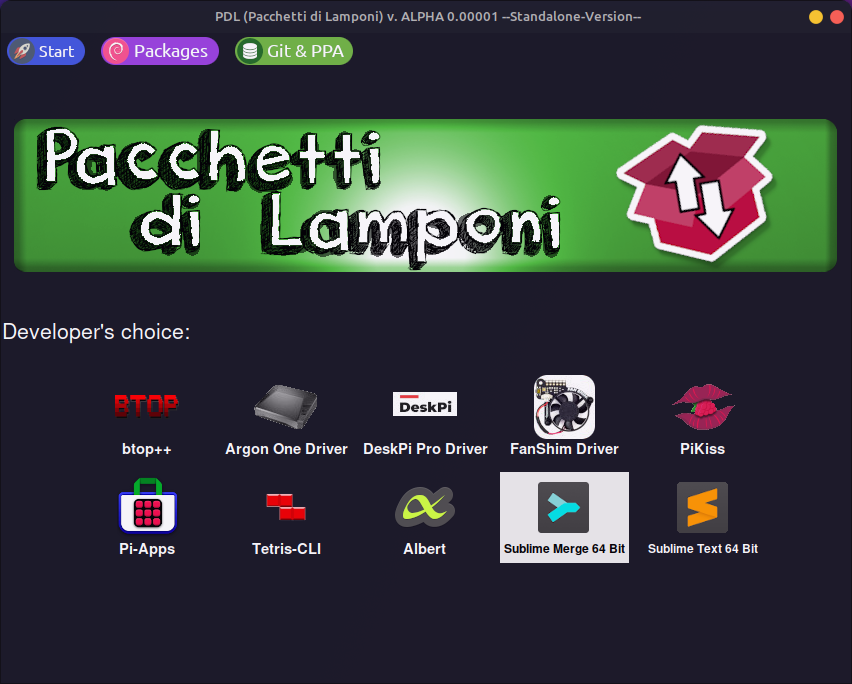 PDL (Pacchetti di Lamponi) v. ALPHA 0.00001 --Standalone-Version--
Start Packages Git & PPA
Pacchetti
di Lamponi
Developer's choice:
BTOP DeskPi
btop++ Argon One Driver DeskPi Pro Driver FanShim Driver PiKiss
Pi-Apps Tetris-CLI Albert Sublime Merge 64 Bit Sublime Text 64 Bit